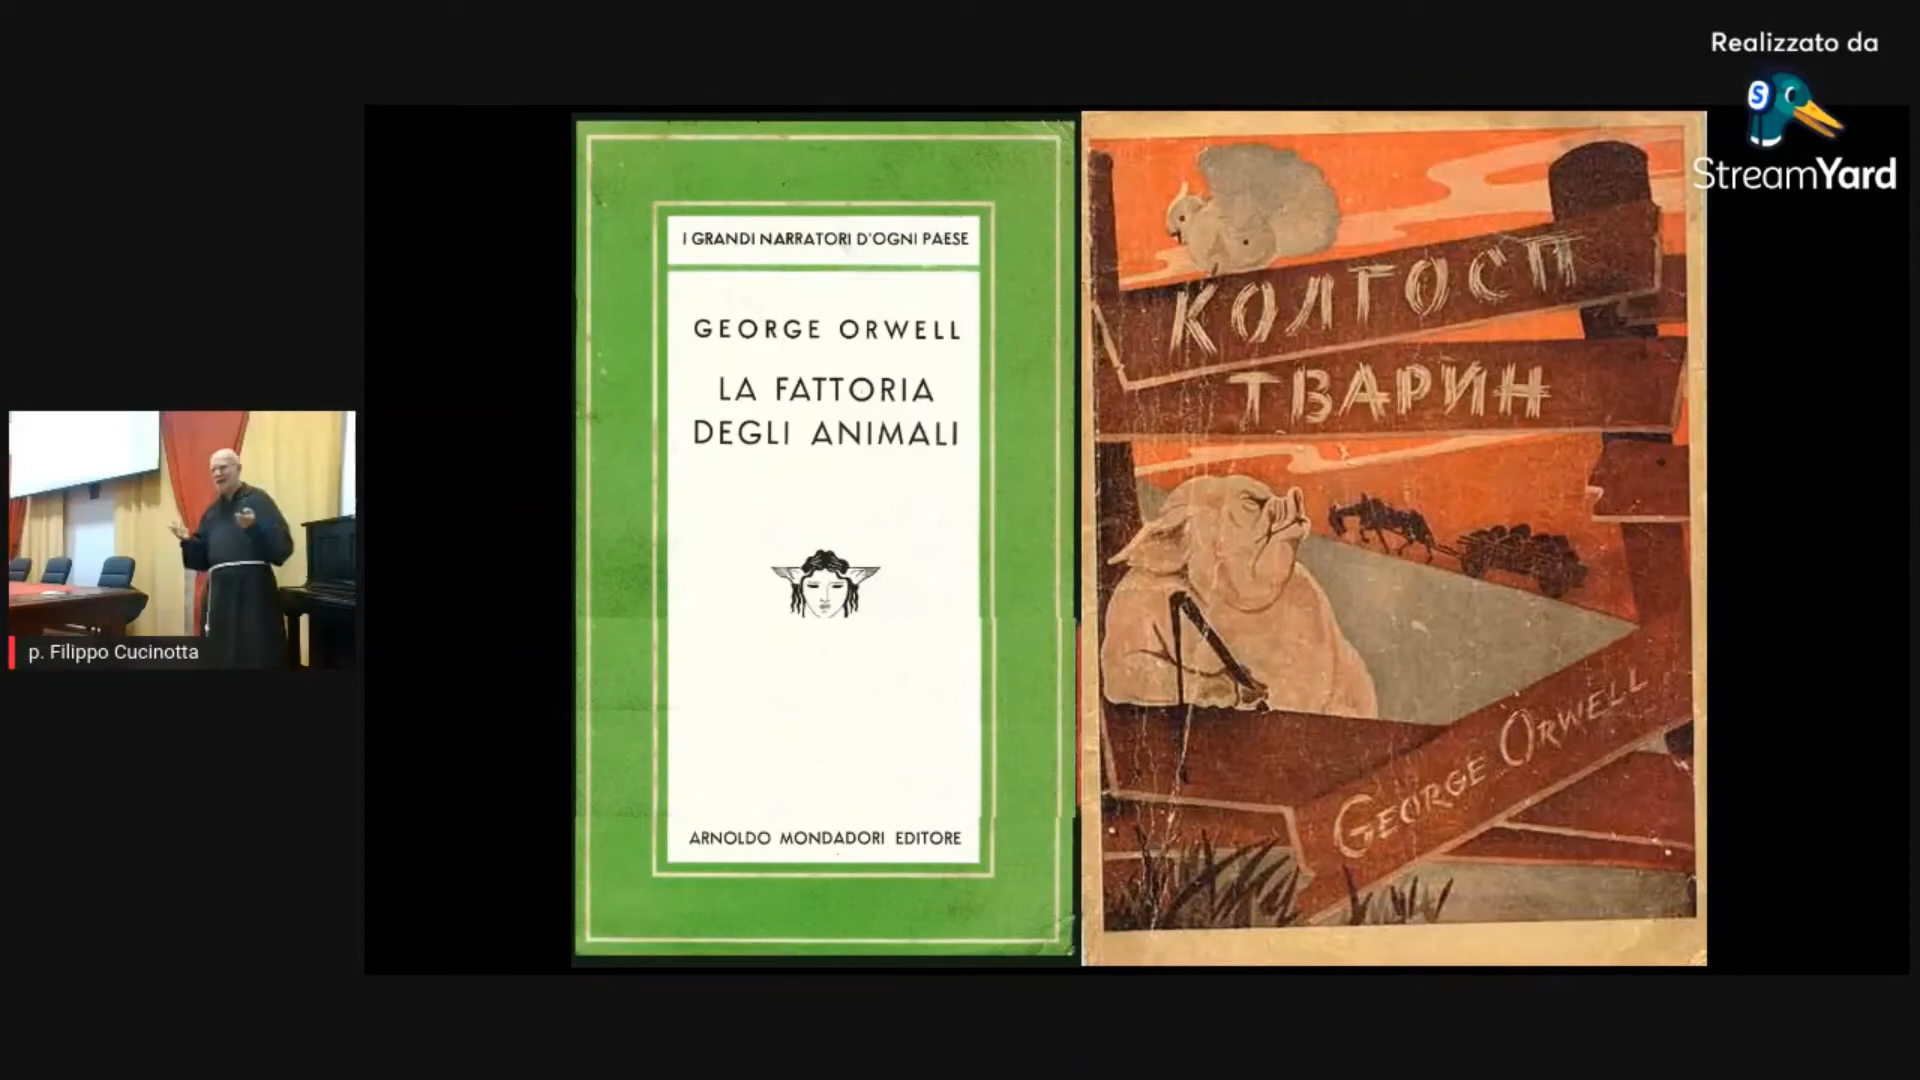 Realizzato da
StreamYard
I GRANDI NARRATORI D'OGNI PAESE
GEORGE ORWELL
LA FATTORIA
DEGLI ANIMALI
ARNOLDO MONDADORI EDITORE
КОЛГОСП
ТВАРИН
GEORGE ORWELL
p. Filippo Cucinotta